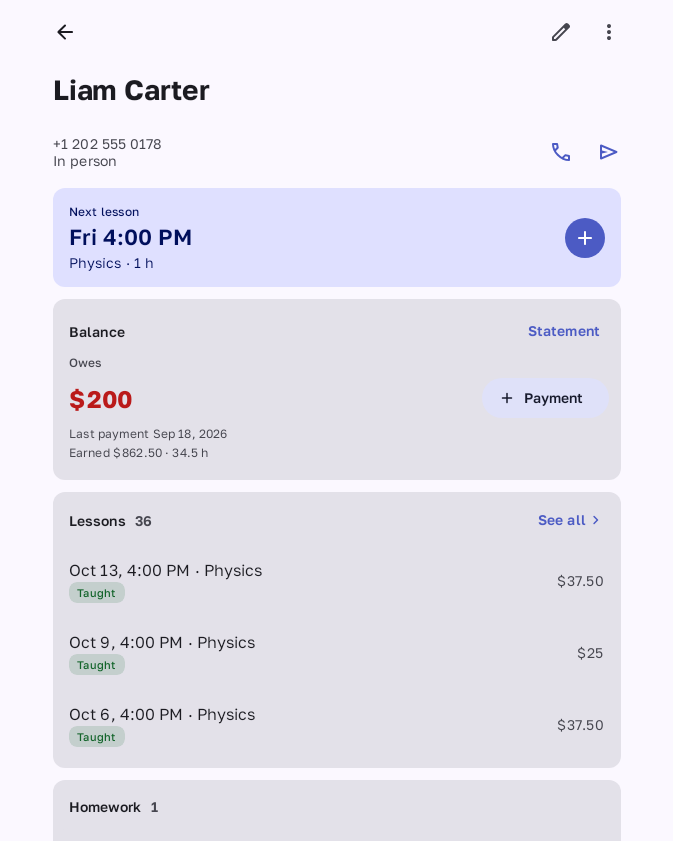 Liam Carter
+1 202 555 0178
In person
Next lesson
Fri 4:00 PM
Physics · 1 h
Balance
Statement
Owes
$200
Payment
Last payment Sep 18, 2026
Earned $862.50 · 34.5 h
Lessons 36
See all
Oct 13, 4:00 PM · Physics
Taught
$37.50
Oct 9, 4:00 PM · Physics
Taught
$25
Oct 6, 4:00 PM · Physics
Taught
$37.50
Homework 1